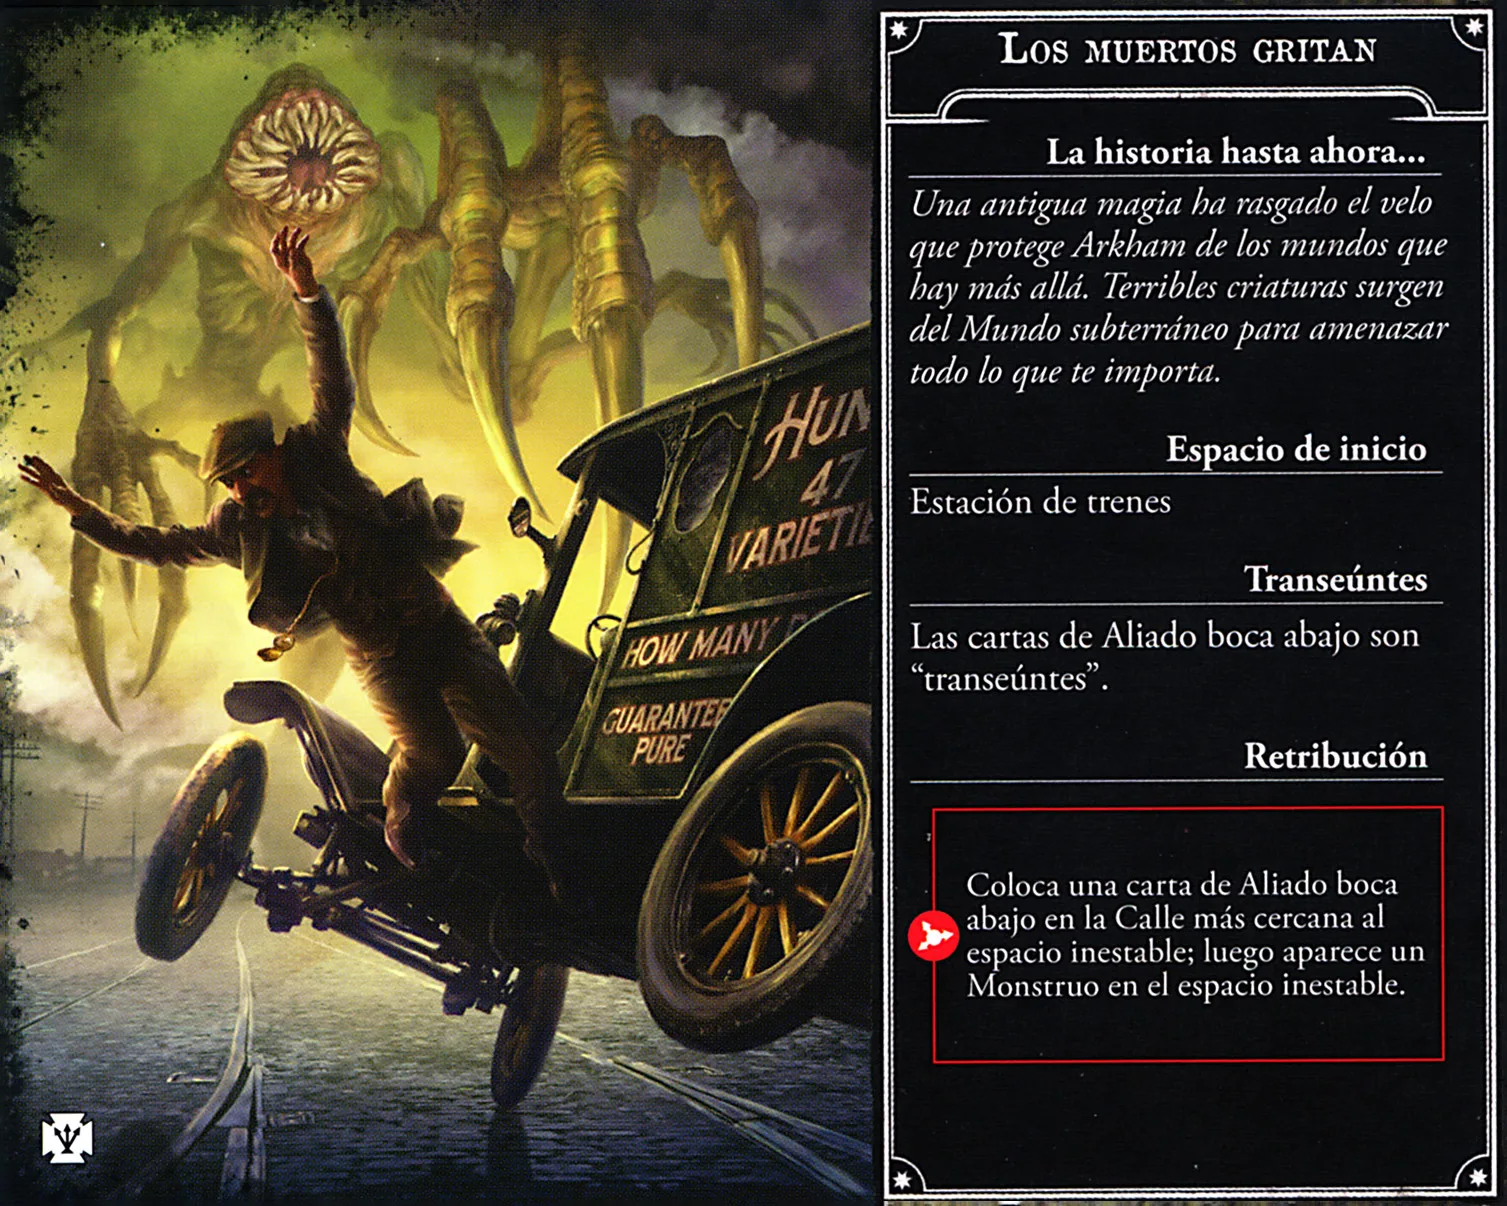 HUN
47
VARIETIE
HOW MANY
GUARANTEE
PURE
Los muertos gritan
La historia hasta ahora...
Una antigua magia ha rasgado el velo
que protege Arkham de los mundos que
hay más allá. Terribles criaturas surgen
del Mundo subterráneo para amenazar
todo lo que te importa.
Espacio de inicio
Estación de trenes
Transeúntes
Las cartas de Aliado boca abajo son
“transeúntes”.
Retribución
Coloca una carta de Aliado boca
abajo en la Calle más cercana al
espacio inestable; luego aparece un
Monstruo en el espacio inestable.